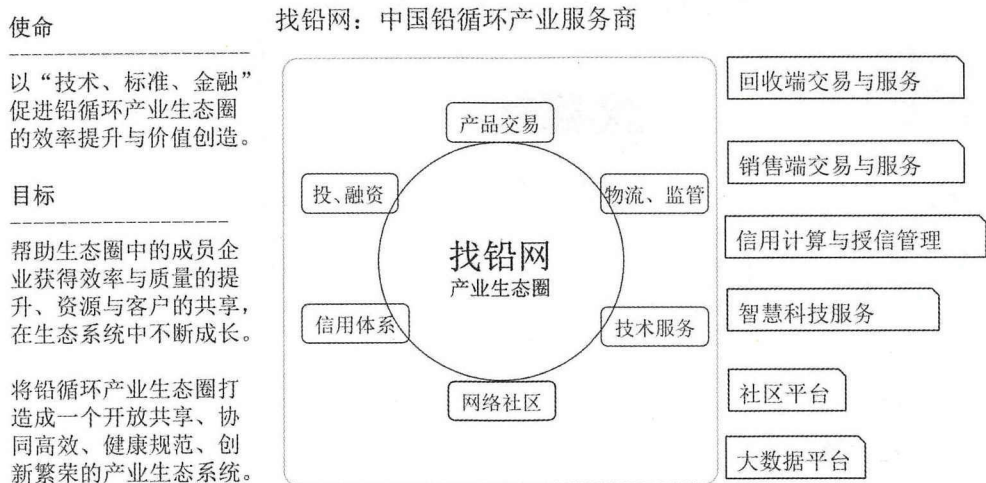 使命
以“技术、标准、金融”
促进铅循环产业生态圈
的效率提升与价值创造。
目标
帮助生态圈中的成员企
业获得效率与质量的提
升、资源与客户的共享,
在生态系统中不断成长。
将铅循环产业生态圈打
造成一个开放共享、协
同高效、健康规范、创
新繁荣的产业生态系统。
找铅网：中国铅循环产业服务商
产品交易
投、融资
物流、监管
找铅网
产业生态圈
信用体系
技术服务
网络社区
回收端交易与服务
销售端交易与服务
信用计算与授信管理
智慧科技服务
社区平台
大数据平台